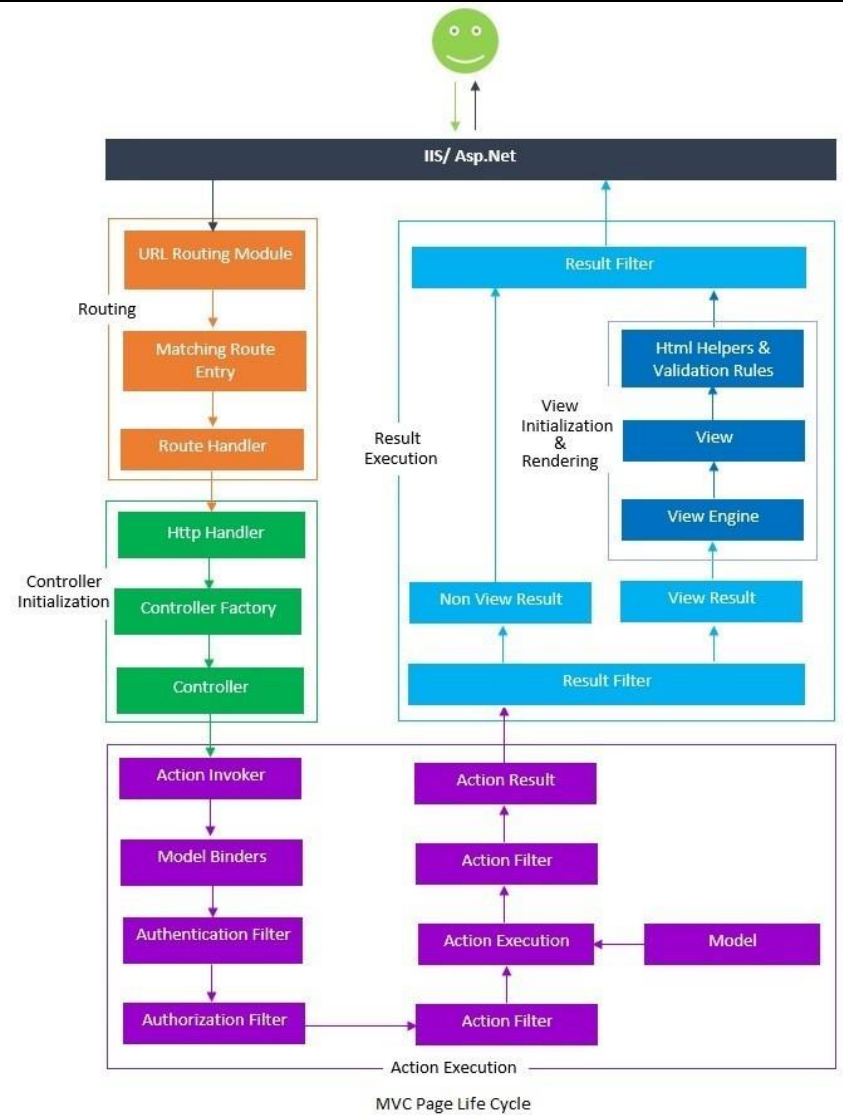 IIS/ Asp.Net
URL Routing Module
Routing
Matching Route
Entry
Route Handler
Http Handler
Controller
Initialization
Controller Factory
Controller
Action Invoker
Model Binders
Authentication Filter
Authorization Filter
Action Filter
Action Execution
Model
Action Filter
Action Result
Action Execution
Result Filter
Non View Result
View Result
View Engine
View
Html Helpers &
Validation Rules
View
Initialization
&
Rendering
Result
Execution
Result Filter
MVC Page Life Cycle